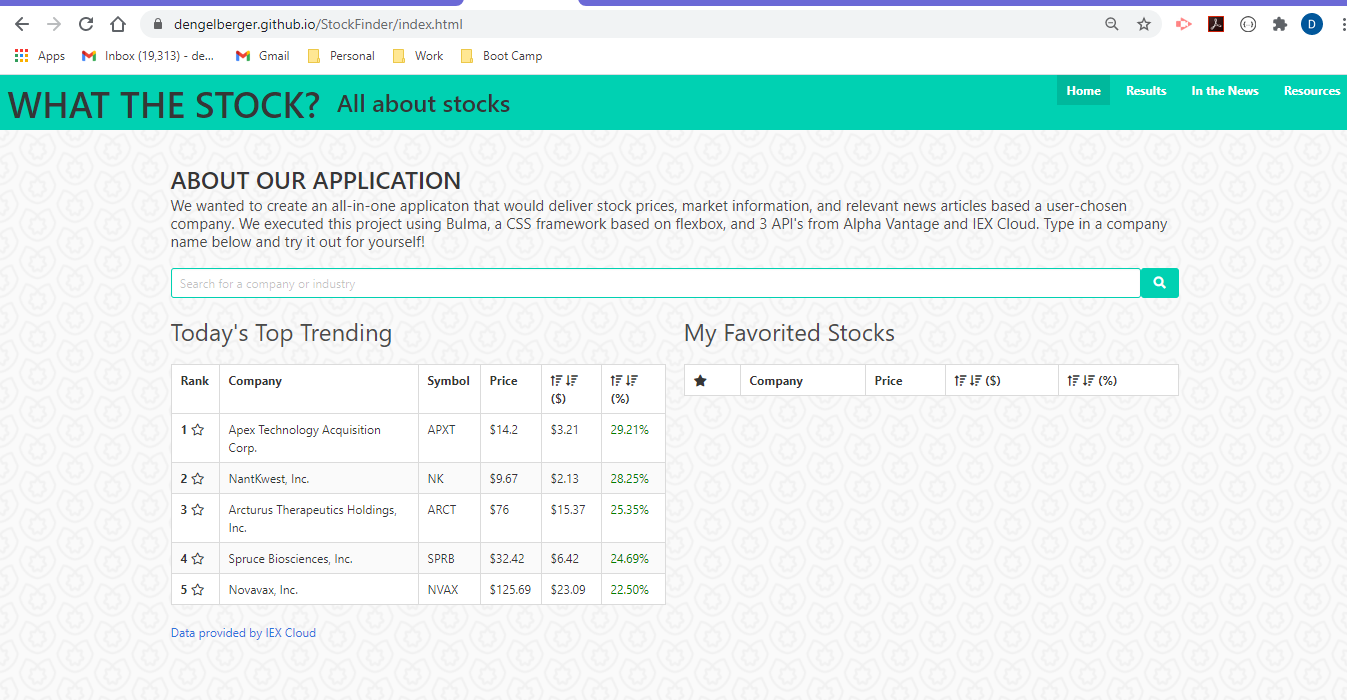 dengelberger.github.io/StockFinder/index.html
D
Apps Inbox (19,313) - de... Gmail Personal Work Boot Camp
WHAT THE STOCK? All about stocks Home Results In the News Resources
ABOUT OUR APPLICATION
We wanted to create an all-in-one applicaton that would deliver stock prices, market information, and relevant news articles based a user-chosen
company. We executed this project using Bulma, a CSS framework based on flexbox, and 3 API's from Alpha Vantage and IEX Cloud. Type in a company
name below and try it out for yourself!
Search for a company or industry
Today's Top Trending
Rank Company Symbol Price ($) (%)
1 Apex Technology Acquisition Corp. APXT $14.2 $3.21 29.21%
2 NantKwest, Inc. NK $9.67 $2.13 28.25%
3 Arcturus Therapeutics Holdings, Inc. ARCT $76 $15.37 25.35%
4 Spruce Biosciences, Inc. SPRB $32.42 $6.42 24.69%
5 Novavax, Inc. NVAX $125.69 $23.09 22.50%
Data provided by IEX Cloud
My Favorited Stocks
Company Price ($) (%)